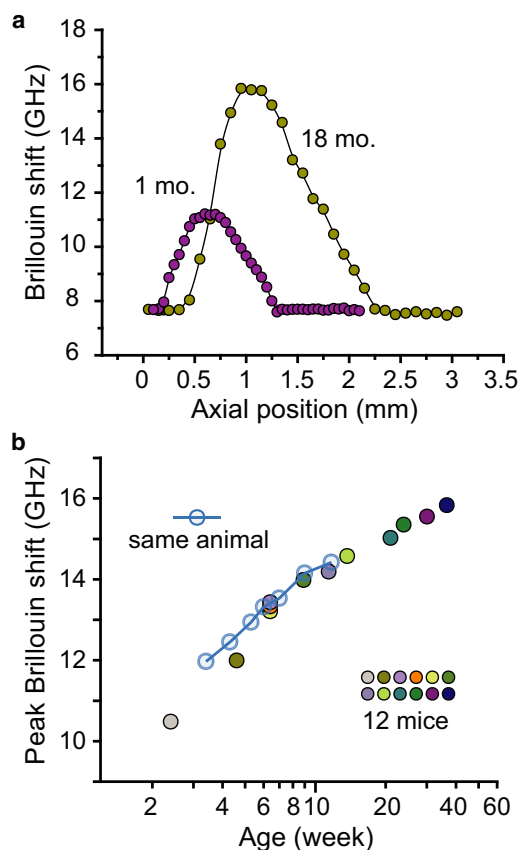 a
18
16
14
12
10
8
6
Brillouin shift (GHz)
1 mo.
18 mo.
0
0.5
1
1.5
2
2.5
3
3.5
Axial position (mm)
b
16
14
12
10
Peak Brillouin shift (GHz)
same animal
12 mice
2
4
6
8
10
20
40
60
Age (week)